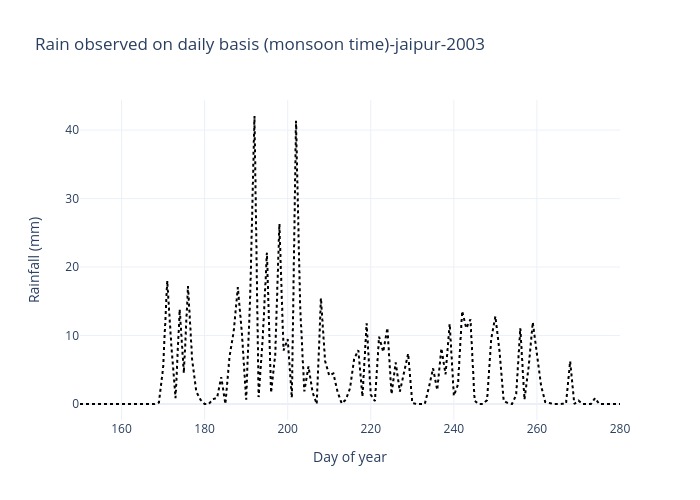 Rain observed on daily basis (monsoon time)-jaipur-2003
40
30
20
10
0
Rainfall (mm)
160 180 200 220 240 260 280
Day of year